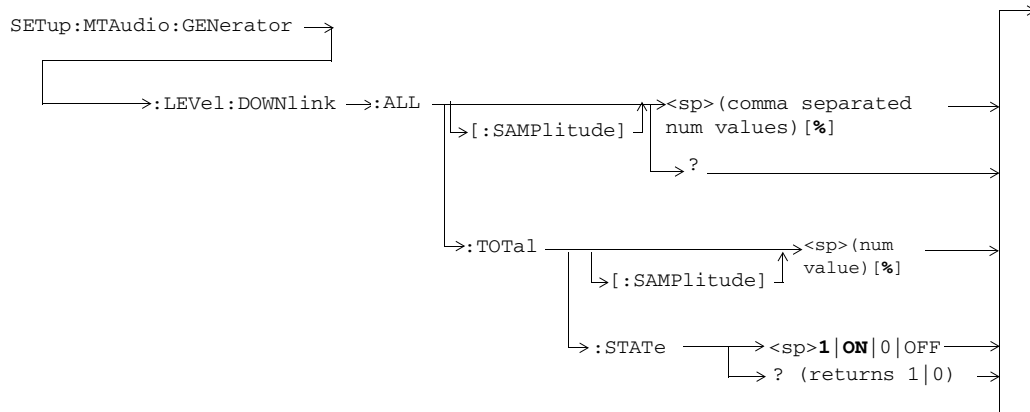 SETup:MTAudio:GENerator
:LEVel:DOWNlink :ALL <sp>(comma separated
[:SAMPlitude] num values)[%]
?
:TOTal <sp>(num
value)[%]
[:SAMPlitude]
:STATe <sp>1|ON|0|OFF
? (returns 1|0)